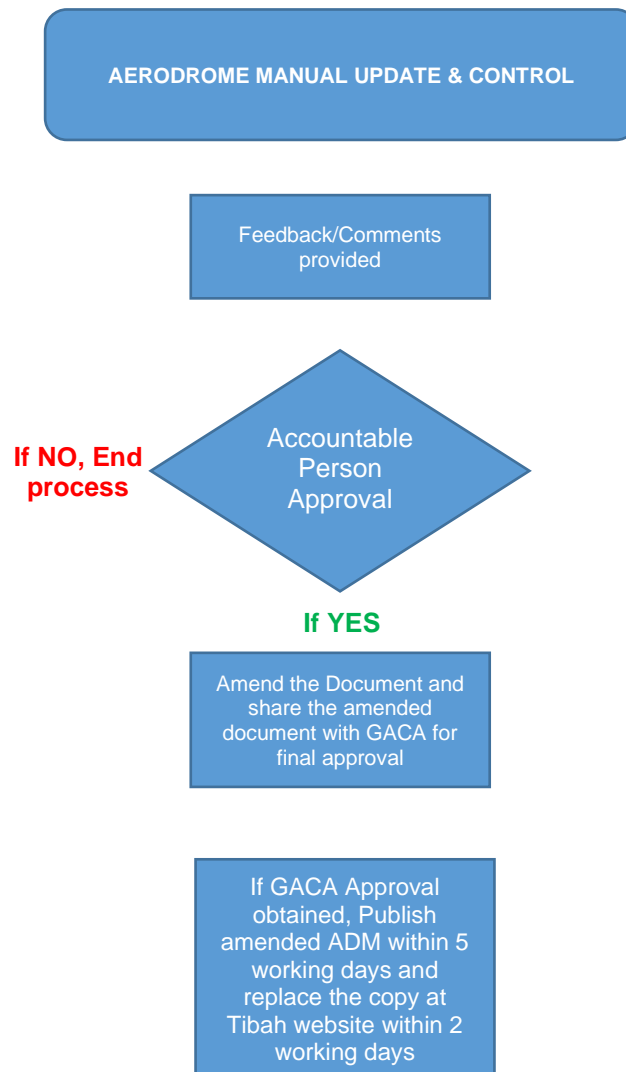 AERODROME MANUAL UPDATE & CONTROL
Feedback/Comments
provided
Accountable
Person
Approval
If NO, End
process
If YES
Amend the Document and
share the amended
document with GACA for
final approval
If GACA Approval
obtained, Publish
amended ADM within 5
working days and
replace the copy at
Tibah website within 2
working days